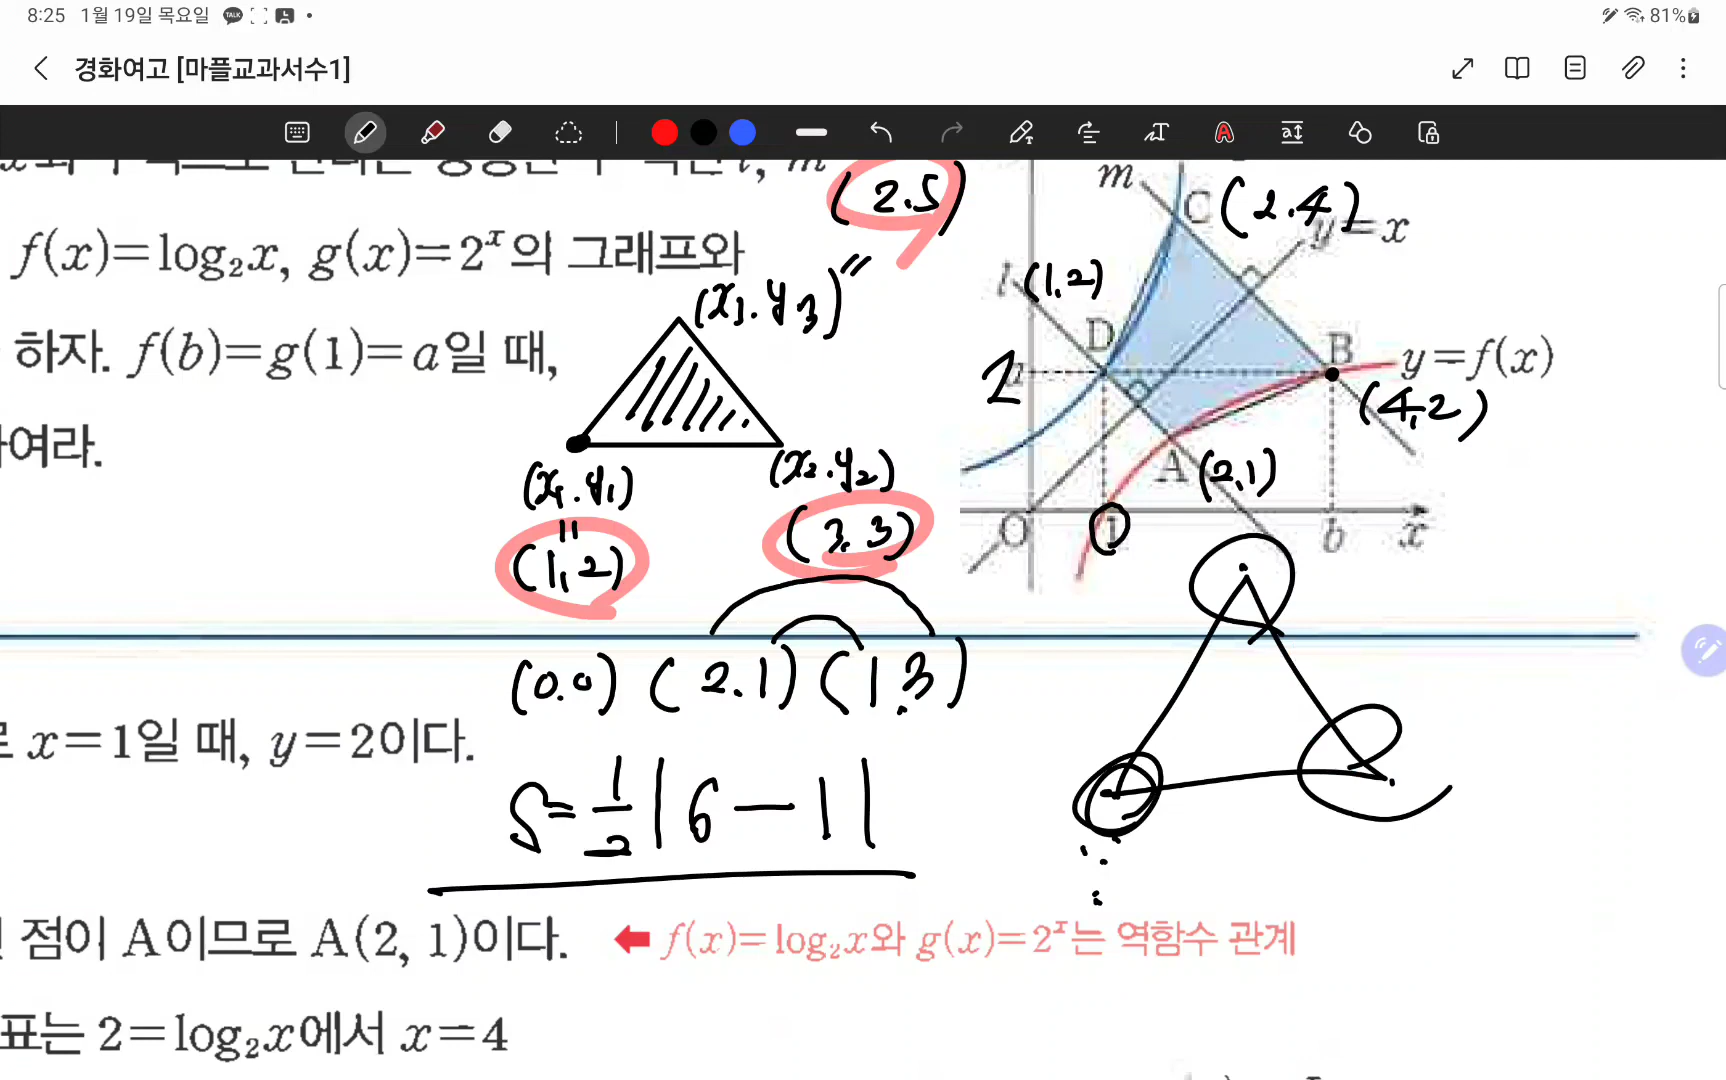 8:25 1월 19일 목요일 TALK 81%
경화여고 [마플교과서수1]
l, m
(2.5)
m
C (2.4)
y=x
f(x)=log₂x, g(x)=2ˣ의 그래프와
(x₃.y₃)
l (1,2)
D
B
y=f(x)
하자. f(b)=g(1)=a일 때,
2
(4,2)
여라.
(x₁.y₁)
(x₂.y₂)
A (2,1)
(1,2)
(3,3)
O 1 b x
(0.0) (2.1) (1.3)
x=1일 때, y=2이다.
S=½|6-1|
점이 A이므로 A(2, 1)이다. ← f(x)=log₂x와 g(x)=2ˣ는 역함수 관계
표는 2=log₂x에서 x=4